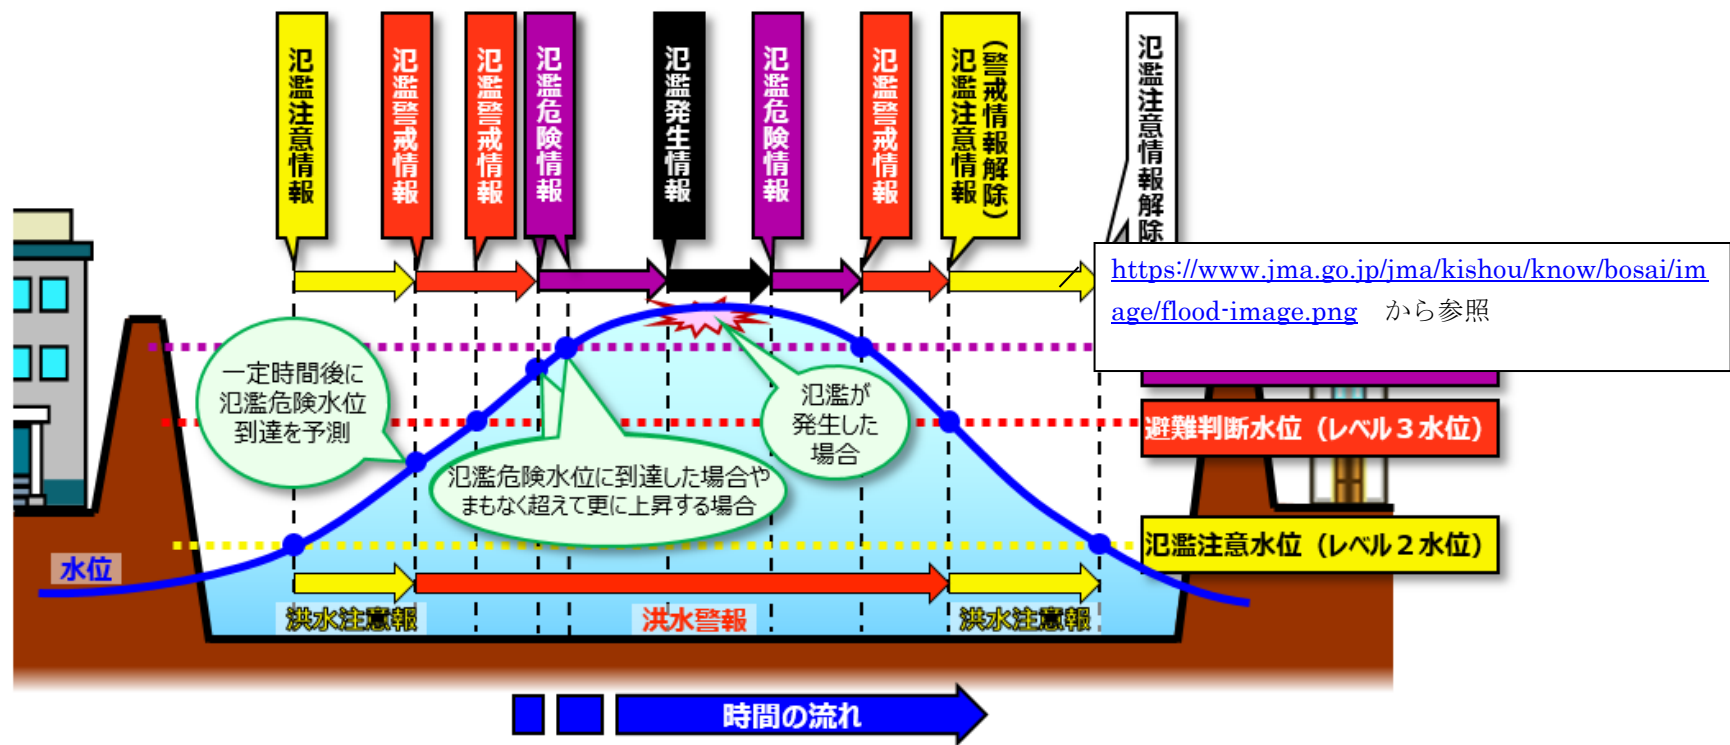 氾濫注意情報
氾濫警戒情報
氾濫警戒情報
氾濫危険情報
氾濫発生情報
氾濫危険情報
氾濫警戒情報
(警戒情報解除)
氾濫注意情報
氾濫注意情報解除
https://www.jma.go.jp/jma/kishou/know/bosai/im
age/flood-image.png から参照
一定時間後に
氾濫危険水位
到達を予測
氾濫が
発生した
場合
避難判断水位（レベル３水位）
氾濫危険水位に到達した場合や
まもなく超えて更に上昇する場合
氾濫注意水位（レベル２水位）
水位
洪水注意報
洪水警報
洪水注意報
時間の流れ